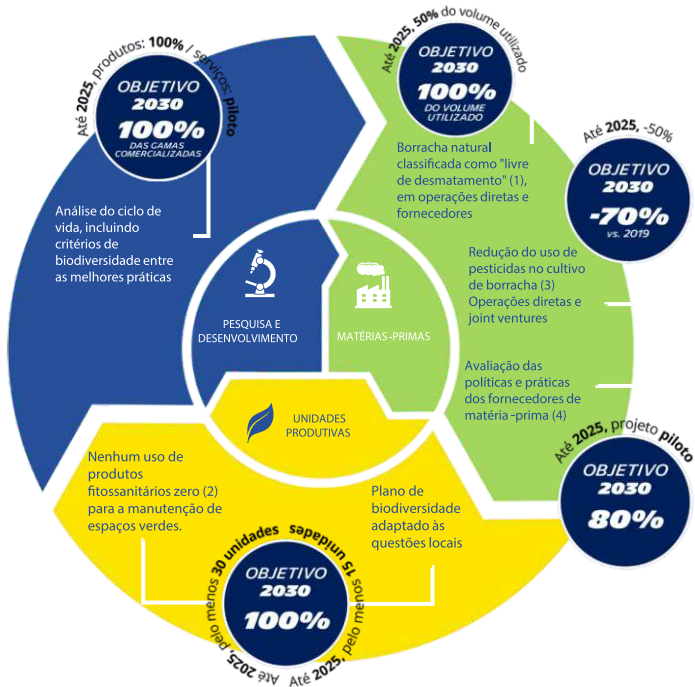 Até 2025, produtos: 100% / serviços: piloto
OBJETIVO
2030
100%
DAS GAMAS
COMERCIALIZADAS
Análise do ciclo de
vida, incluindo
critérios de
biodiversidade entre
as melhores práticas
Até 2025, 50% do volume utilizado
OBJETIVO
2030
100%
DO VOLUME
UTILIZADO
Borracha natural
classificada como "livre
de desmatamento" (1),
em operações diretas e
fornecedores
Até 2025, -50%
OBJETIVO
2030
-70%
vs. 2019
Redução do uso de
pesticidas no cultivo
de borracha (3)
Operações diretas e
joint ventures
Avaliação das
políticas e práticas
dos fornecedores de
matéria -prima (4)
Até 2025, projeto piloto
OBJETIVO
2030
80%
PESQUISA E
DESENVOLVIMENTO
MATÉRIAS -PRIMAS
UNIDADES
PRODUTIVAS
Nenhum uso de
produtos
fitossanitários zero (2)
para a manutenção de
espaços verdes.
Plano de
biodiversidade
adaptado às
questões locais
Até 2025, pelo menos 30 unidades
Até 2025, pelo menos 15 unidades
OBJETIVO
2030
100%